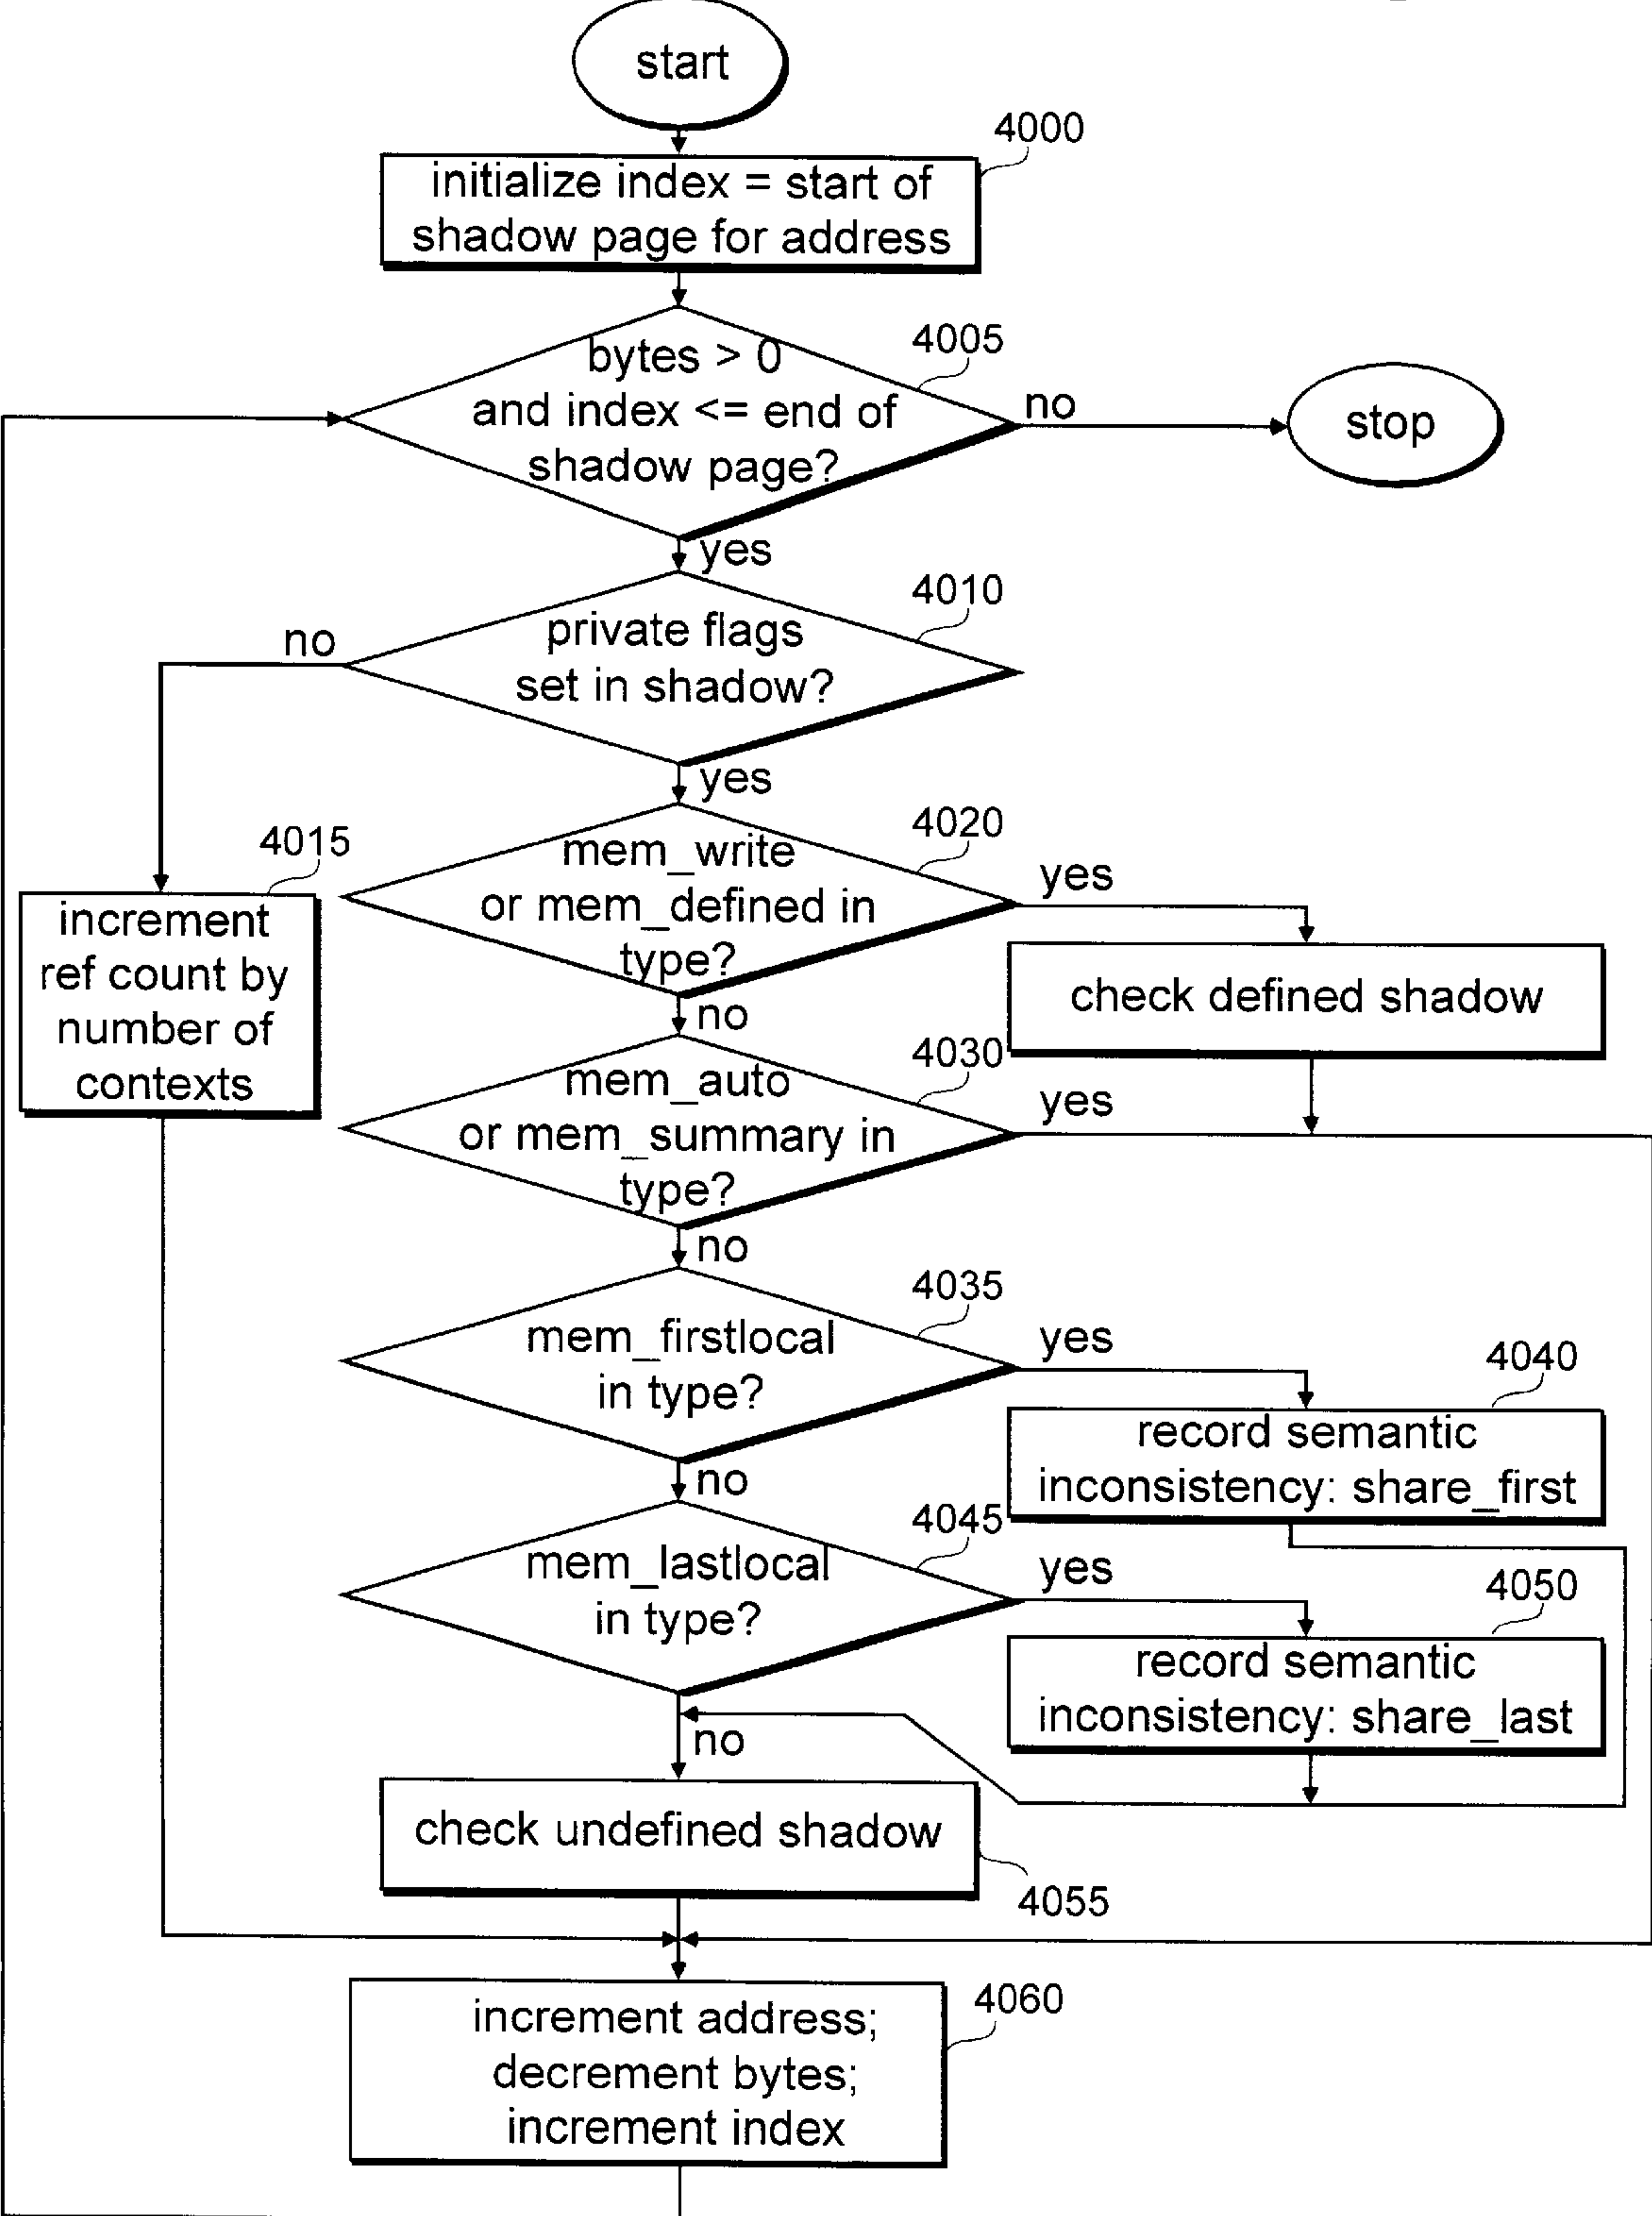 start
4000
initialize index = start of
shadow page for address
4005
bytes > 0
and index <= end of
shadow page?
no
stop
yes
4010
private flags
set in shadow?
no
yes
4015
increment
ref count by
number of
contexts
4020
mem_write
or mem_defined in
type?
yes
check defined shadow
no
4030
mem_auto
or mem_summary in
type?
yes
no
4035
mem_firstlocal
in type?
yes
4040
record semantic
inconsistency: share_first
no
4045
mem_lastlocal
in type?
yes
4050
record semantic
inconsistency: share_last
no
check undefined shadow
4055
4060
increment address;
decrement bytes;
increment index